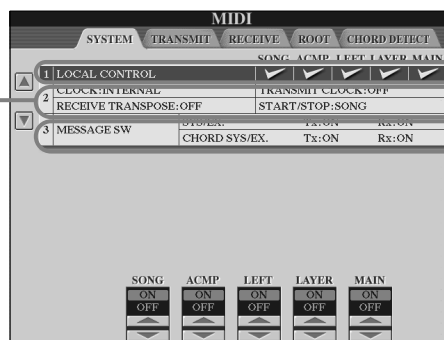 MIDI
SYSTEM TRANSMIT RECEIVE ROOT CHORD DETECT
SONG ACMP LEFT LAYER MAIN
1 LOCAL CONTROL
2 CLOCK:INTERNAL TRANSMIT CLOCK:OFF
RECEIVE TRANSPOSE:OFF START/STOP:SONG
3 MESSAGE SW SYS/EX. Tx:ON Rx:ON
CHORD SYS/EX. Tx:ON Rx:ON
SONG ACMP LEFT LAYER MAIN
ON ON ON ON ON
OFF OFF OFF OFF OFF